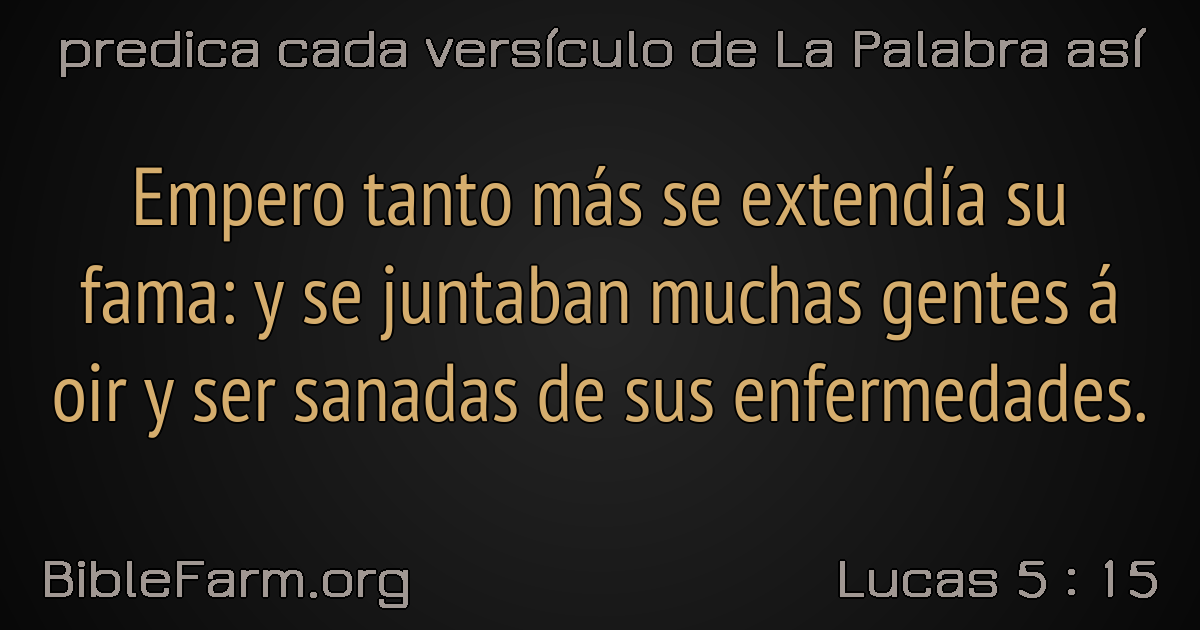 predica cada versículo de La Palabra así
Empero tanto más se extendía su
fama: y se juntaban muchas gentes á
oir y ser sanadas de sus enfermedades.
BibleFarm.org
Lucas 5 : 15